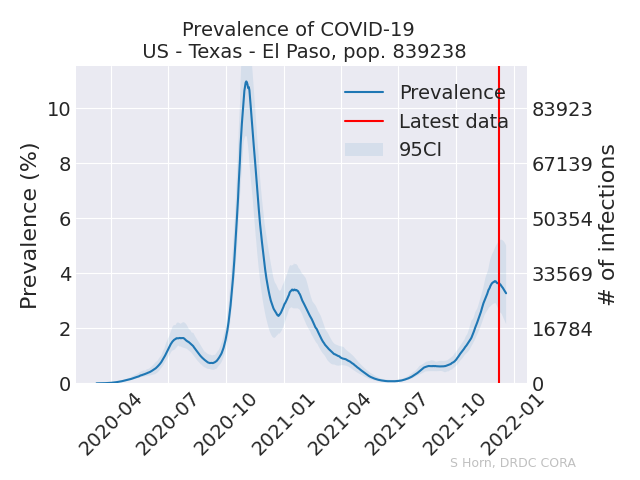 Prevalence of COVID-19
US - Texas - El Paso, pop. 839238
Prevalence
Latest data
95CI
Prevalence (%)
10
8
6
4
2
0
83923
67139
50354
33569
16784
0
# of infections
2020-04
2020-07
2020-10
2021-01
2021-04
2021-07
2021-10
2022-01
S Horn, DRDC CORA